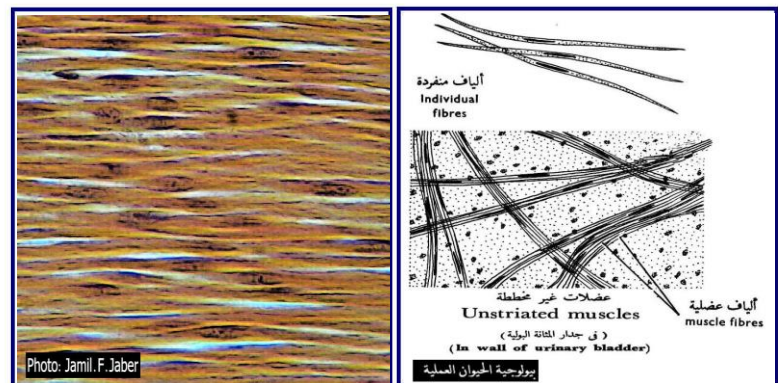 Photo: Jamil.F.Jaber
ألياف منفردة
Individual
fibres
ألياف عضلية
muscle fibres
عضلات غير مخططة
Unstriated muscles
( فى جدار المثانة البولية )
(In wall of urinary bladder)
بيولوجية الحيوان العملية